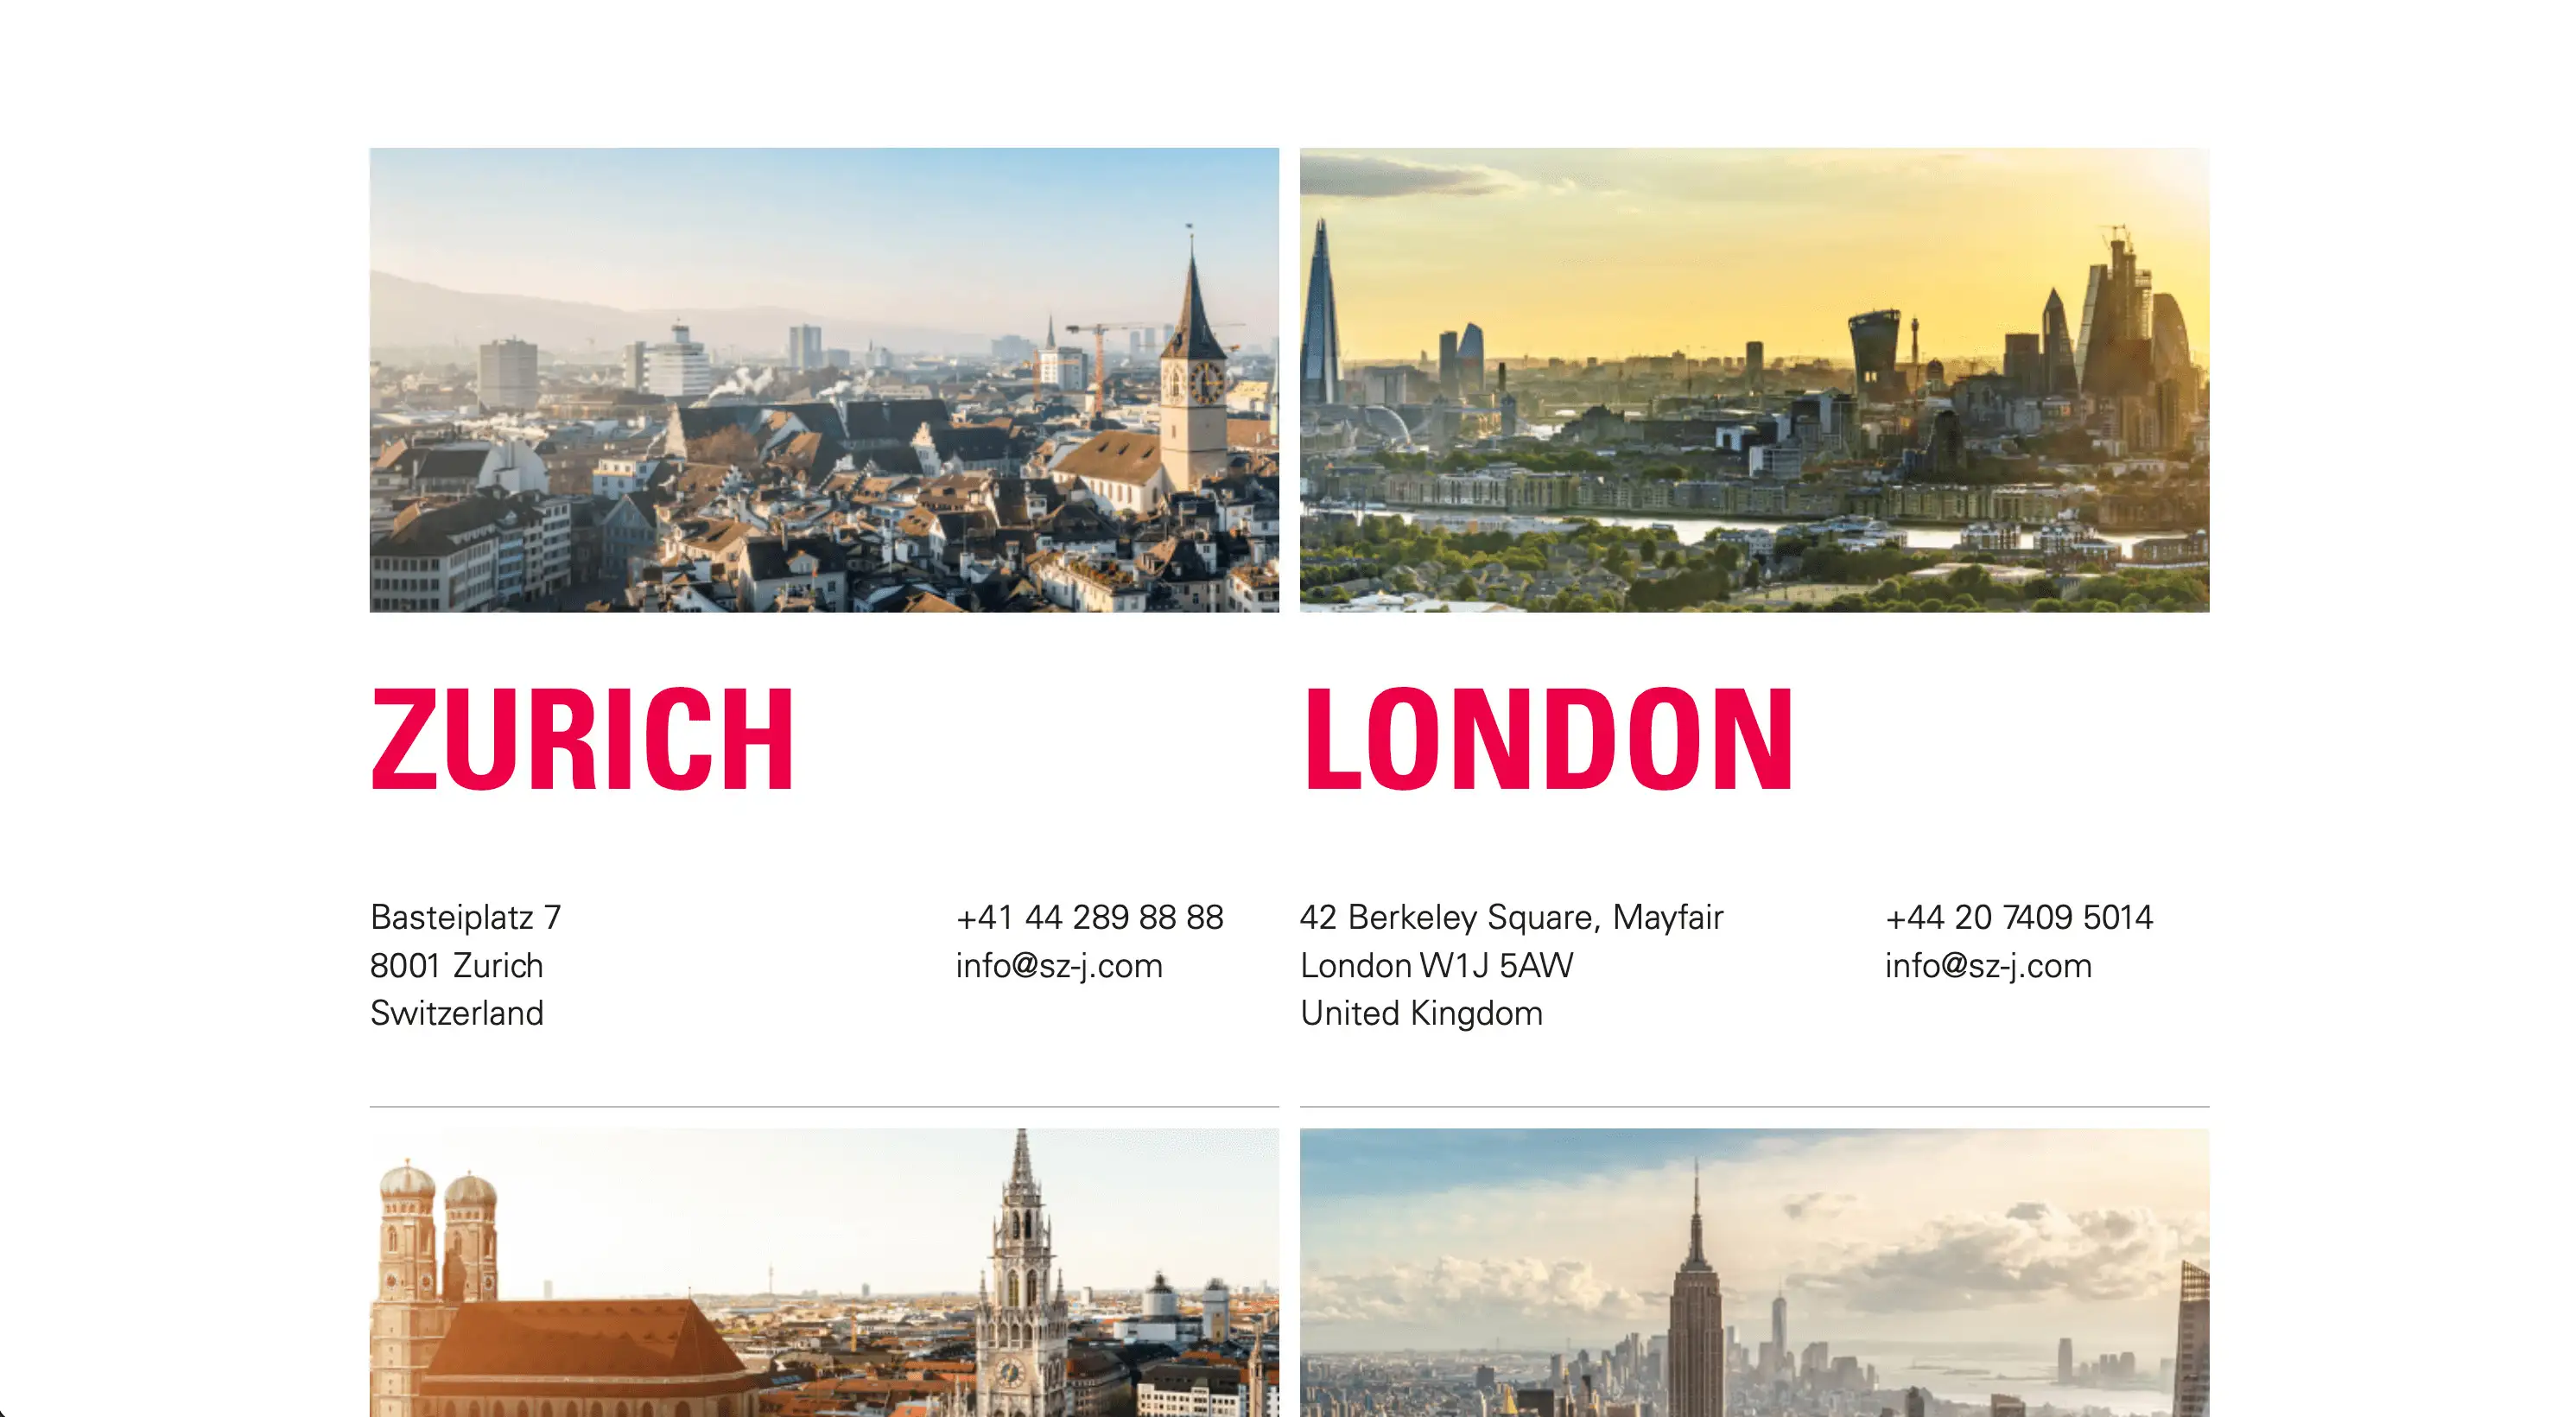 ZURICH
Basteiplatz 7
8001 Zurich
Switzerland
+41 44 289 88 88
info@sz-j.com
LONDON
42 Berkeley Square, Mayfair
London W1J 5AW
United Kingdom
+44 20 7409 5014
info@sz-j.com